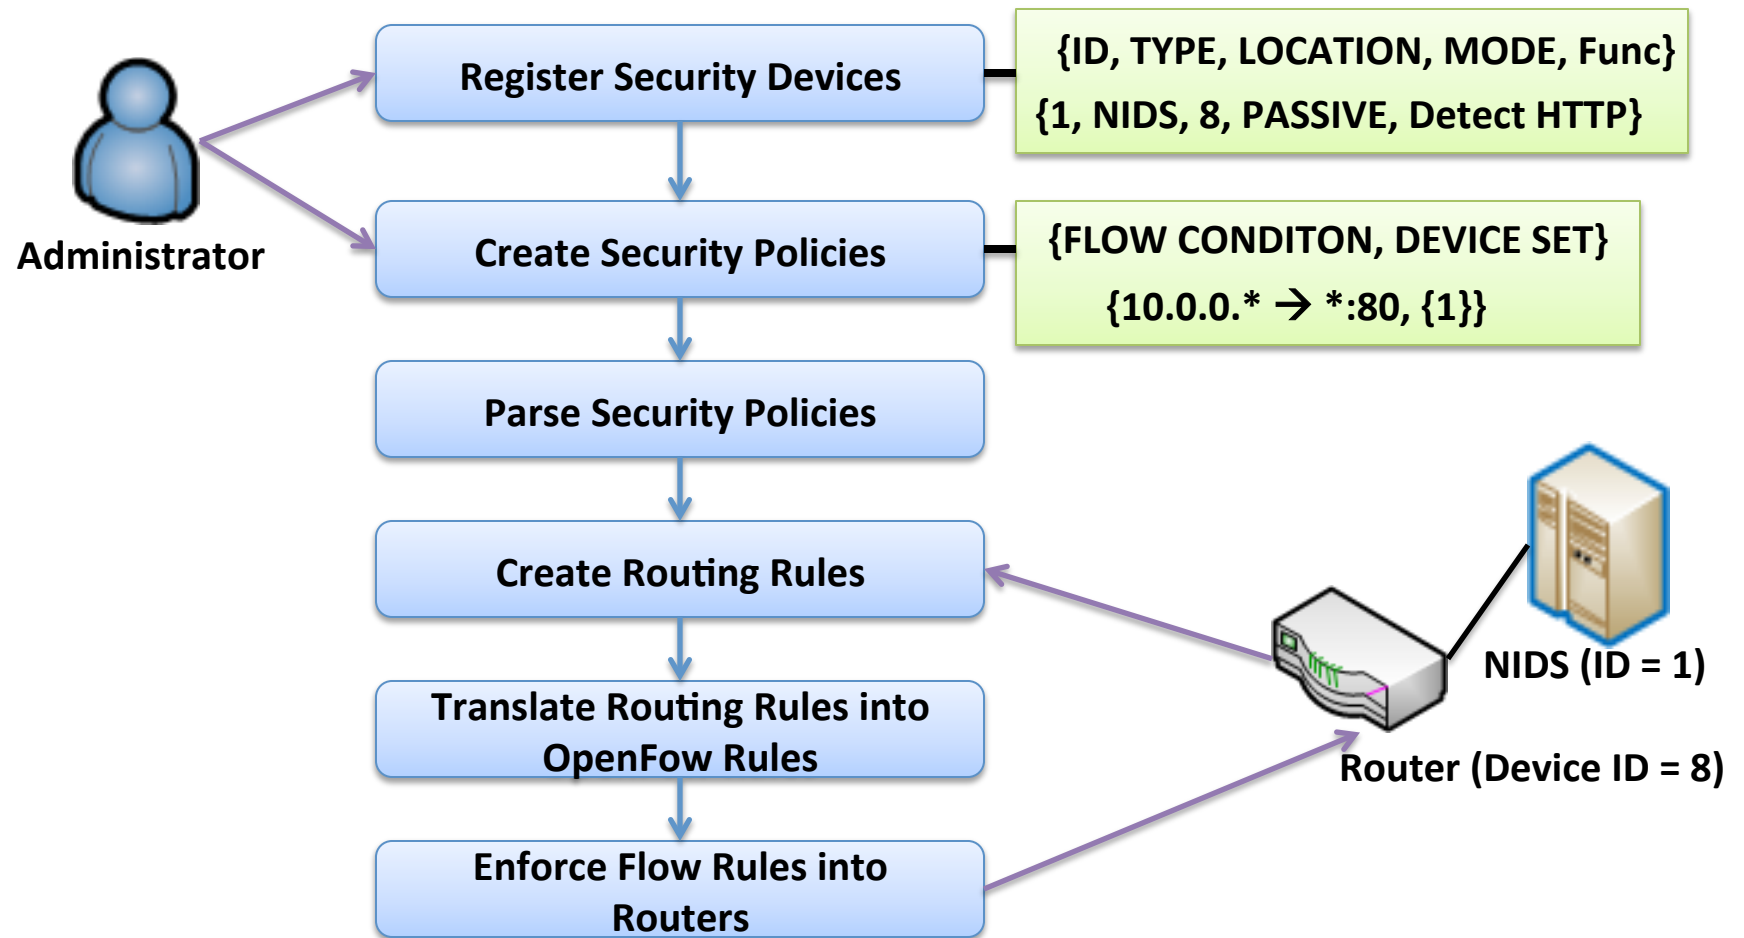 Register Security Devices
{ID, TYPE, LOCATION, MODE, Func}
{1, NIDS, 8, PASSIVE, Detect HTTP}
Administrator
Create Security Policies
{FLOW CONDITON, DEVICE SET}
{10.0.0.* → *:80, {1}}
Parse Security Policies
Create Routing Rules
NIDS (ID = 1)
Translate Routing Rules into
OpenFow Rules
Router (Device ID = 8)
Enforce Flow Rules into
Routers